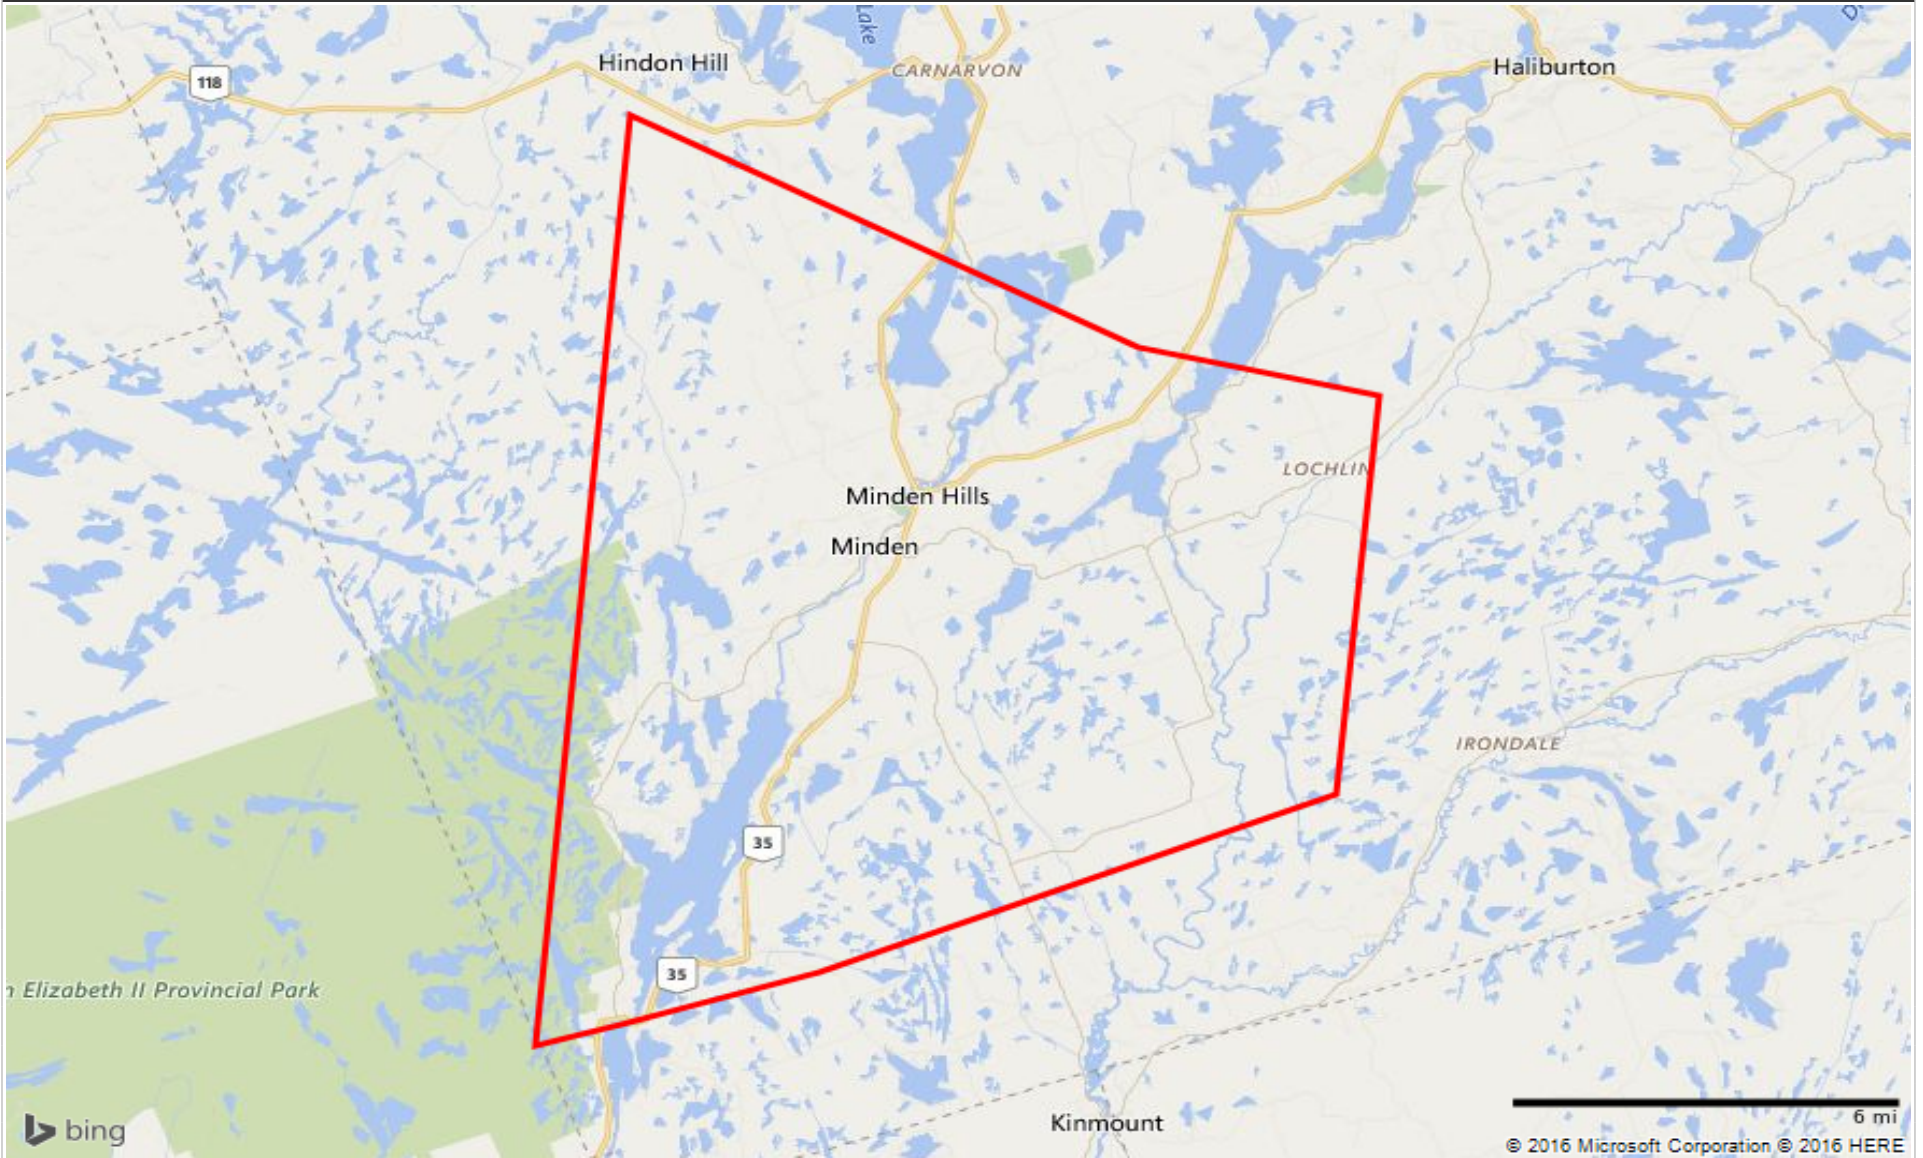 Lake
D
Hindon Hill
CARNARVON
Haliburton
118
LOCHLIN
Minden Hills
Minden
IRONDALE
35
35
n Elizabeth II Provincial Park
Kinmount
6 mi
bing
© 2016 Microsoft Corporation © 2016 HERE